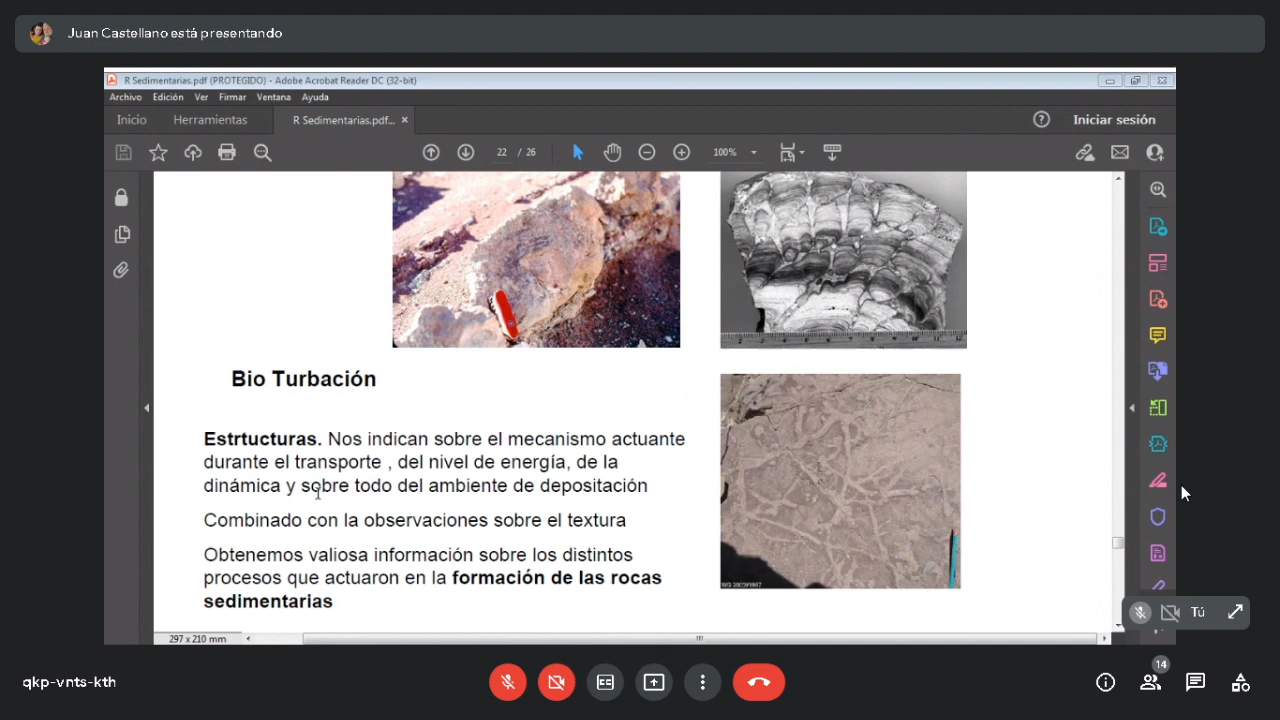 Juan Castellano está presentando
R Sedimentarias.pdf (PROTEGIDO) - Adobe Acrobat Reader DC (32-bit)
Archivo Edición Ver Firmar Ventana Ayuda
Inicio Herramientas R Sedimentarias.pdf... × Iniciar sesión
22 / 26 100%
Bio Turbación
Estrtucturas. Nos indican sobre el mecanismo actuante
durante el transporte , del nivel de energía, de la
dinámica y sobre todo del ambiente de depositación
Combinado con la observaciones sobre el textura
Obtenemos valiosa información sobre los distintos
procesos que actuaron en la formación de las rocas
sedimentarias
297 x 210 mm
Tú
qkp-vnts-kth
14